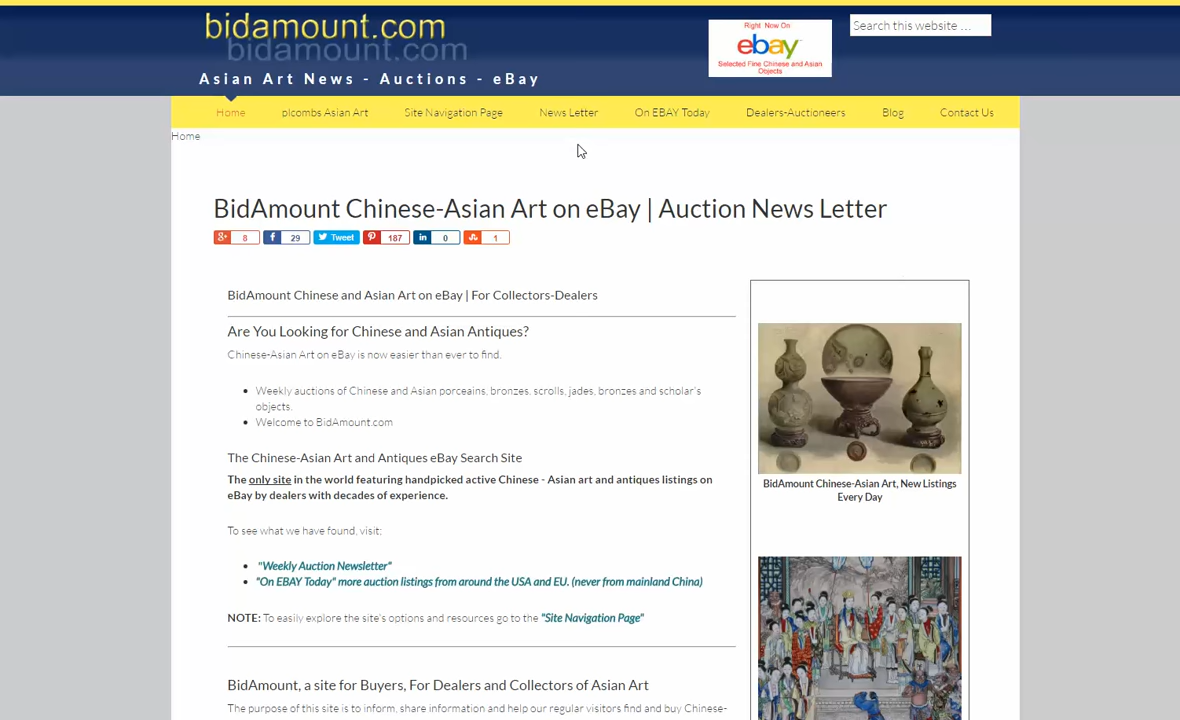 bidamount.com
bidamount.com
Asian Art News - Auctions - eBay
Right Now On
ebay
Selected Fine Chinese and Asian
Objects
Search this website …
Home
plcombs Asian Art
Site Navigation Page
News Letter
On EBAY Today
Dealers-Auctioneers
Blog
Contact Us
Home
BidAmount Chinese-Asian Art on eBay | Auction News Letter
8
29
Tweet
187
in 0
1
BidAmount Chinese and Asian Art on eBay | For Collectors-Dealers
Are You Looking for Chinese and Asian Antiques?
Chinese-Asian Art on eBay is now easier than ever to find.
Weekly auctions of Chinese and Asian porceains, bronzes, scrolls, jades, bronzes and scholar's
objects.
Welcome to BidAmount.com
The Chinese-Asian Art and Antiques eBay Search Site
The only site in the world featuring handpicked active Chinese - Asian art and antiques listings on
eBay by dealers with decades of experience.
To see what we have found, visit:
"Weekly Auction Newsletter"
"On EBAY Today" more auction listings from around the USA and EU. (never from mainland China)
NOTE: To easily explore the site's options and resources go to the "Site Navigation Page"
BidAmount, a site for Buyers, For Dealers and Collectors of Asian Art
The purpose of this site is to inform, share information and help our regular visitors find and buy Chinese-
BidAmount Chinese-Asian Art, New Listings
Every Day